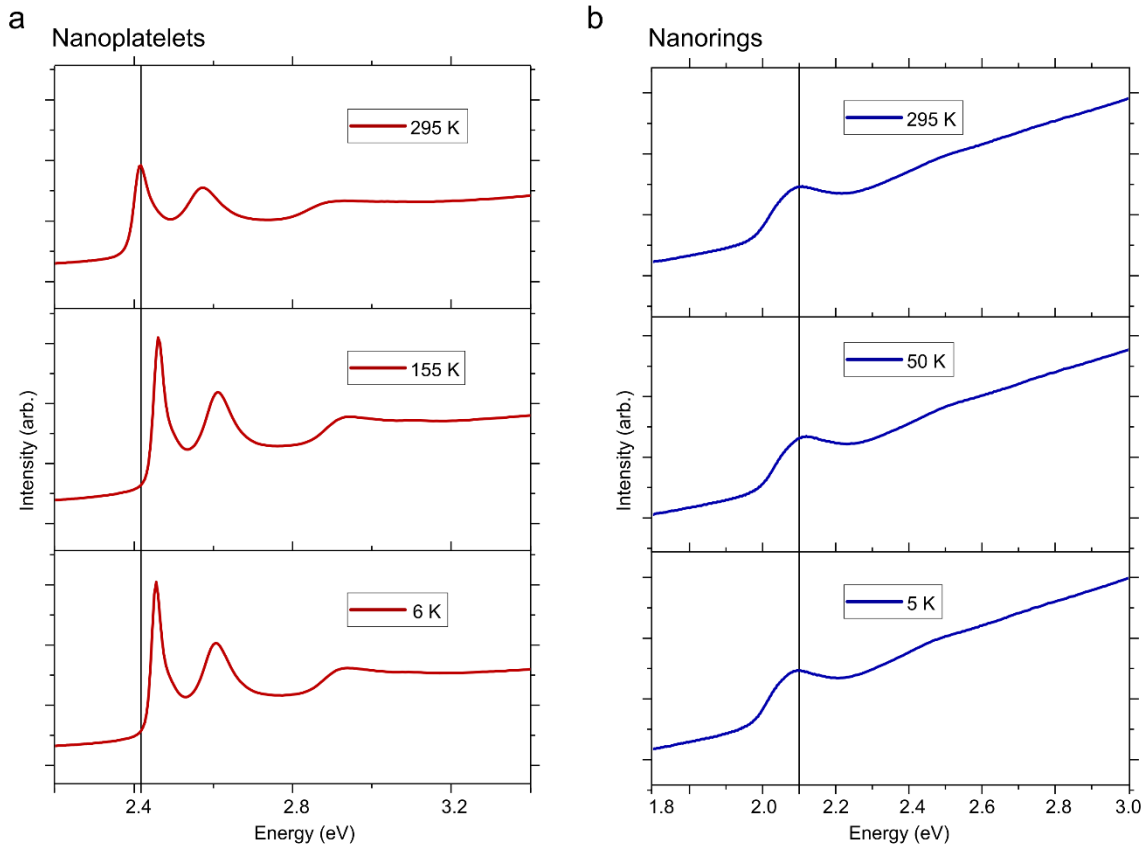 a
Nanoplatelets
295 K
155 K
6 K
Intensity (arb.)
2.4 2.8 3.2
Energy (eV)
b
Nanorings
295 K
50 K
5 K
Intensity (arb.)
1.8 2.0 2.2 2.4 2.6 2.8 3.0
Energy (eV)